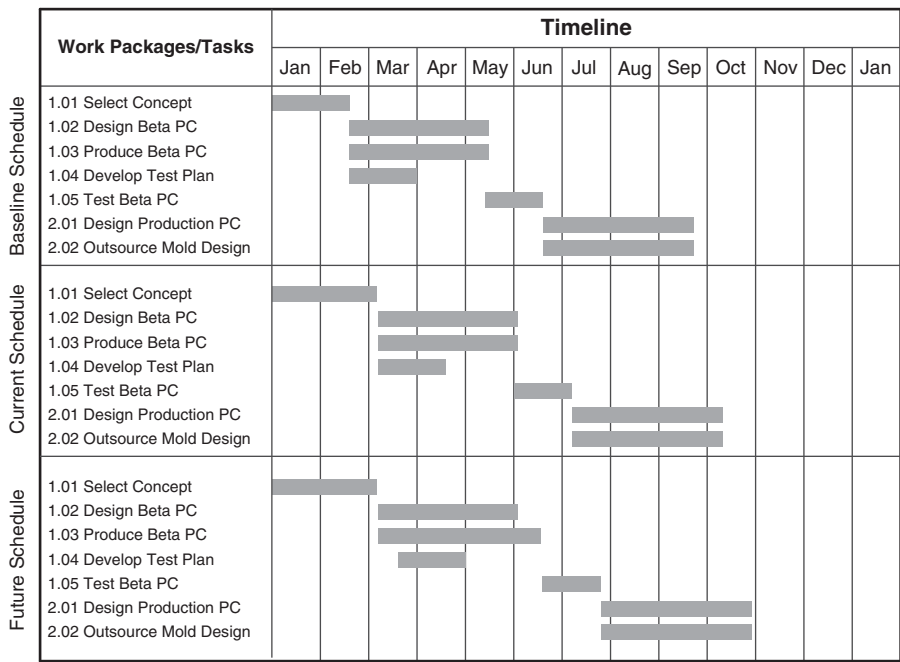 Work Packages/Tasks
Timeline
Jan Feb Mar Apr May Jun Jul Aug Sep Oct Nov Dec Jan
Baseline Schedule
1.01 Select Concept
1.02 Design Beta PC
1.03 Produce Beta PC
1.04 Develop Test Plan
1.05 Test Beta PC
2.01 Design Production PC
2.02 Outsource Mold Design
Current Schedule
1.01 Select Concept
1.02 Design Beta PC
1.03 Produce Beta PC
1.04 Develop Test Plan
1.05 Test Beta PC
2.01 Design Production PC
2.02 Outsource Mold Design
Future Schedule
1.01 Select Concept
1.02 Design Beta PC
1.03 Produce Beta PC
1.04 Develop Test Plan
1.05 Test Beta PC
2.01 Design Production PC
2.02 Outsource Mold Design